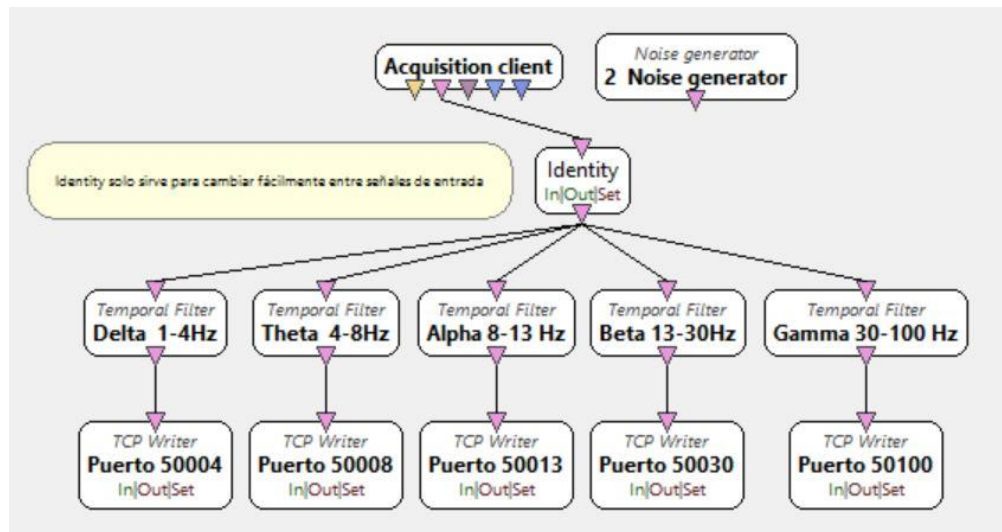 Acquisition client
Noise generator
2 Noise generator
Identity solo sirve para cambiar fácilmente entre señales de entrada
Identity
In|Out|Set
Temporal Filter
Delta 1-4Hz
Temporal Filter
Theta 4-8Hz
Temporal Filter
Alpha 8-13 Hz
Temporal Filter
Beta 13-30Hz
Temporal Filter
Gamma 30-100 Hz
TCP Writer
Puerto 50004
In|Out|Set
TCP Writer
Puerto 50008
In|Out|Set
TCP Writer
Puerto 50013
In|Out|Set
TCP Writer
Puerto 50030
In|Out|Set
TCP Writer
Puerto 50100
In|Out|Set